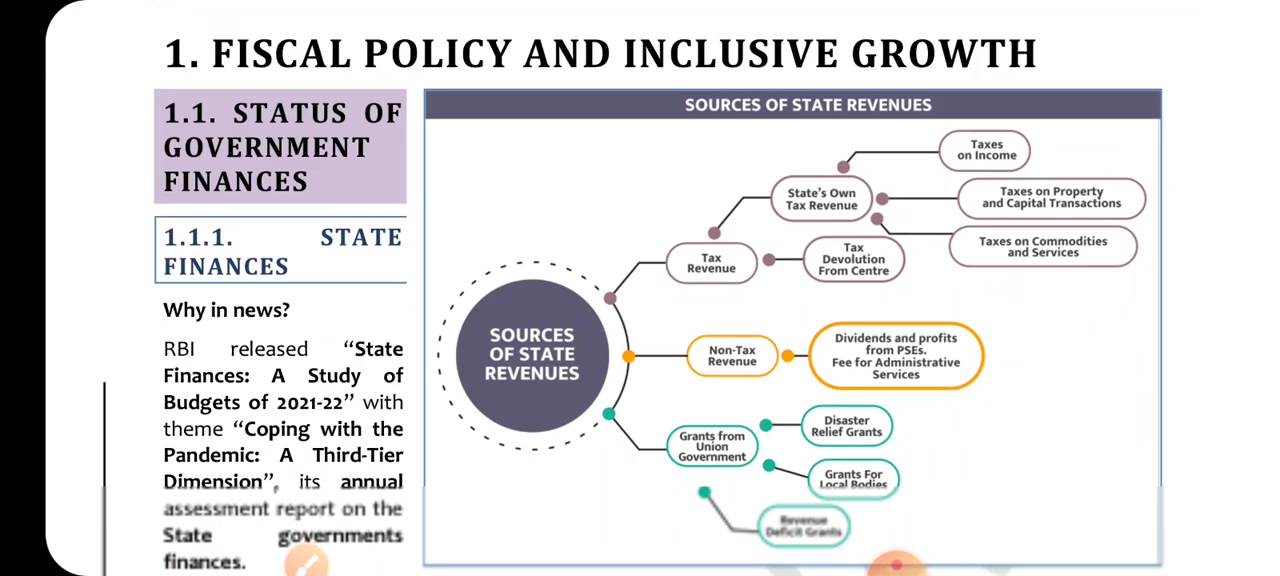 1. FISCAL POLICY AND INCLUSIVE GROWTH
1.1. STATUS OF
GOVERNMENT
FINANCES
1.1.1. STATE
FINANCES
Why in news?
RBI released “State
Finances: A Study of
Budgets of 2021-22” with
theme “Coping with the
Pandemic: A Third-Tier
Dimension”, its annual
assessment report on the
State governments
finances.
SOURCES OF STATE REVENUES
SOURCES
OF STATE
REVENUES
Tax
Revenue
State's Own
Tax Revenue
Taxes
on Income
Taxes on Property
and Capital Transactions
Taxes on Commodities
and Services
Tax
Devolution
From Centre
Non-Tax
Revenue
Dividends and profits
from PSEs.
Fee for Administrative
Services
Grants from
Union
Government
Disaster
Relief Grants
Grants For
Local Bodies
Revenue
Deficit Grants